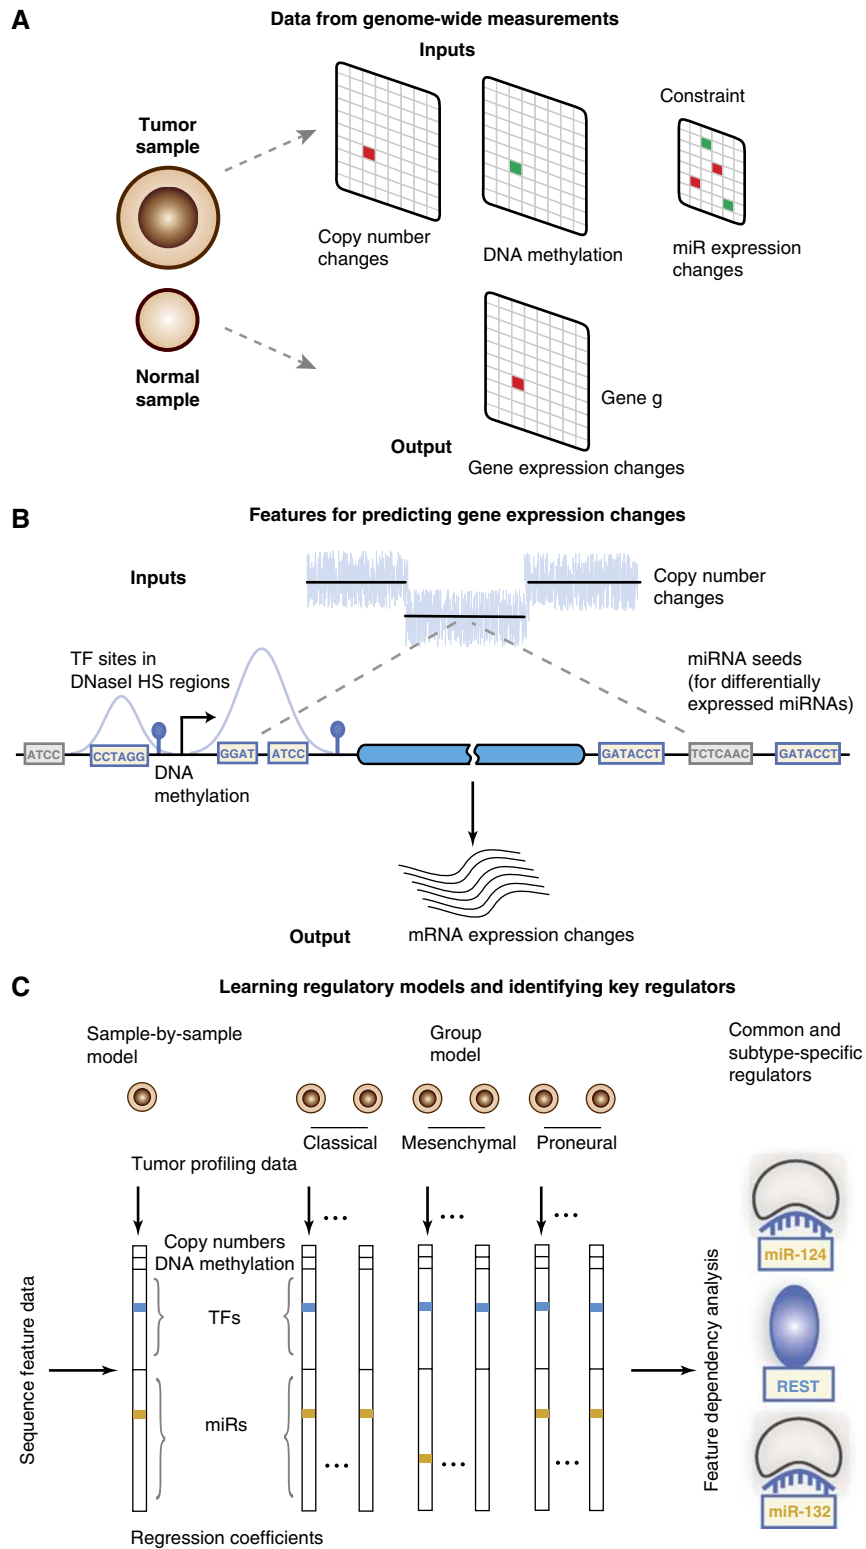 A
Data from genome-wide measurements
Inputs
Constraint
Tumor
sample
Copy number
changes
DNA methylation
miR expression
changes
Normal
sample
Gene g
Output
Gene expression changes
B
Features for predicting gene expression changes
Inputs
Copy number
changes
TF sites in
DNaseI HS regions
miRNA seeds
(for differentially
expressed miRNAs)
ATCC
CCTAGG
GGAT
ATCC
GATACCT
TCTCAAC
GATACCT
DNA
methylation
Output
mRNA expression changes
C
Learning regulatory models and identifying key regulators
Sample-by-sample
model
Group
model
Common and
subtype-specific
regulators
Classical
Mesenchymal
Proneural
Tumor profiling data
...
...
...
Copy numbers
DNA methylation
TFs
miRs
...
...
...
Sequence feature data
Feature dependency analysis
miR-124
REST
miR-132
Regression coefficients